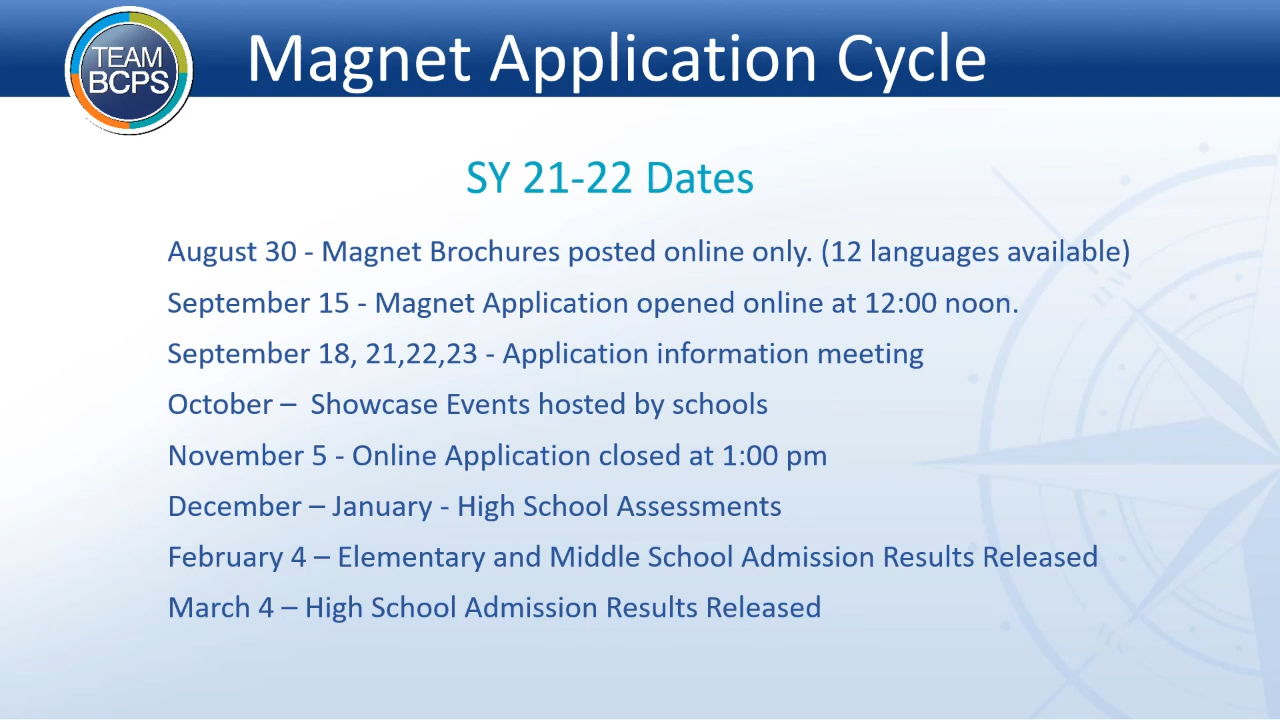 TEAM
BCPS
Magnet Application Cycle
SY 21-22 Dates
August 30 - Magnet Brochures posted online only. (12 languages available)
September 15 - Magnet Application opened online at 12:00 noon.
September 18, 21,22,23 - Application information meeting
October –  Showcase Events hosted by schools
November 5 - Online Application closed at 1:00 pm
December – January - High School Assessments
February 4 – Elementary and Middle School Admission Results Released
March 4 – High School Admission Results Released